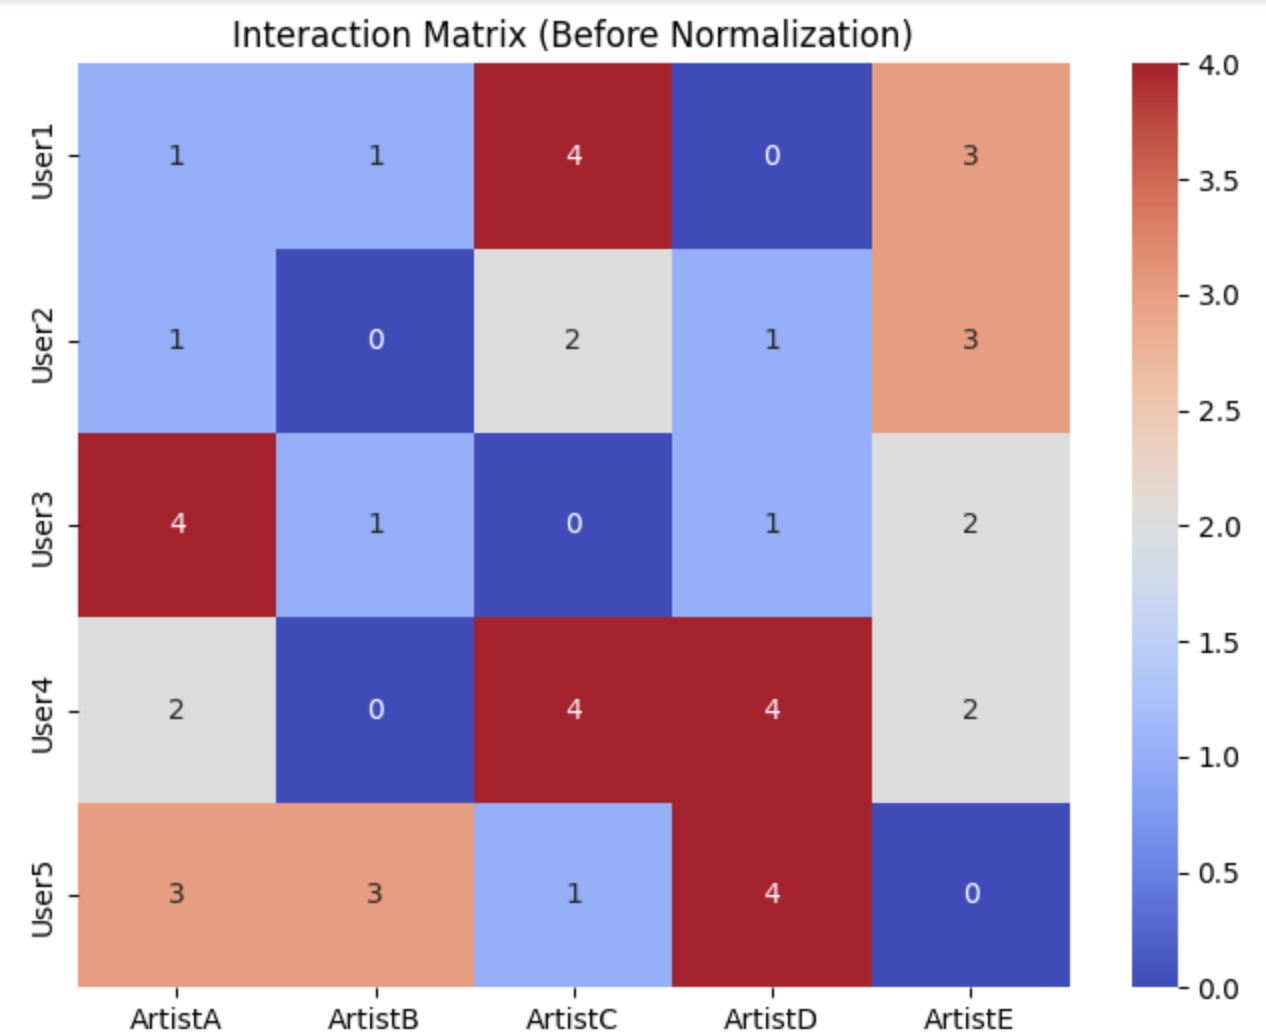 Interaction Matrix (Before Normalization)
User1 1 1 4 0 3
User2 1 0 2 1 3
User3 4 1 0 1 2
User4 2 0 4 4 2
User5 3 3 1 4 0
ArtistA ArtistB ArtistC ArtistD ArtistE
4.0
3.5
3.0
2.5
2.0
1.5
1.0
0.5
0.0